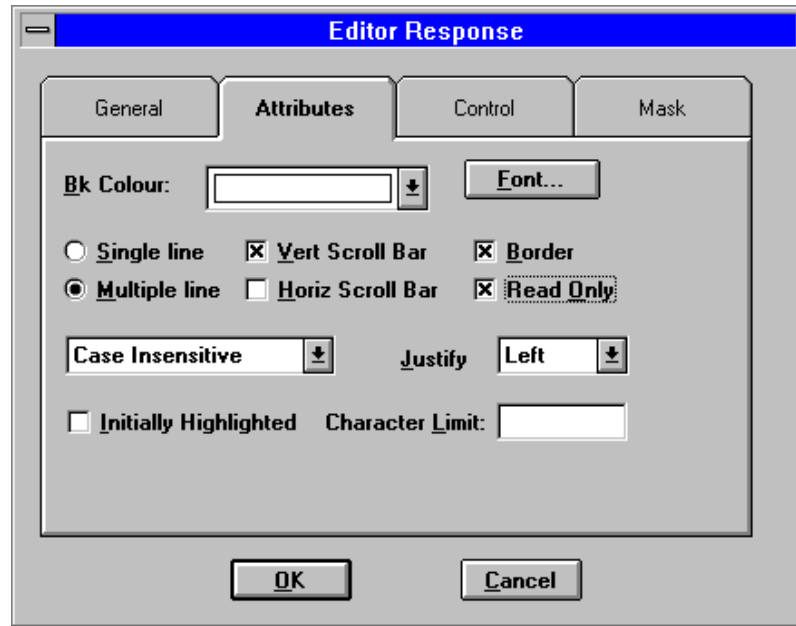 Editor Response
General Attributes Control Mask
Bk Colour: Font...
Single line Vert Scroll Bar Border
Multiple line Horiz Scroll Bar Read Only
Case Insensitive Justify Left
Initially Highlighted Character Limit:
OK Cancel